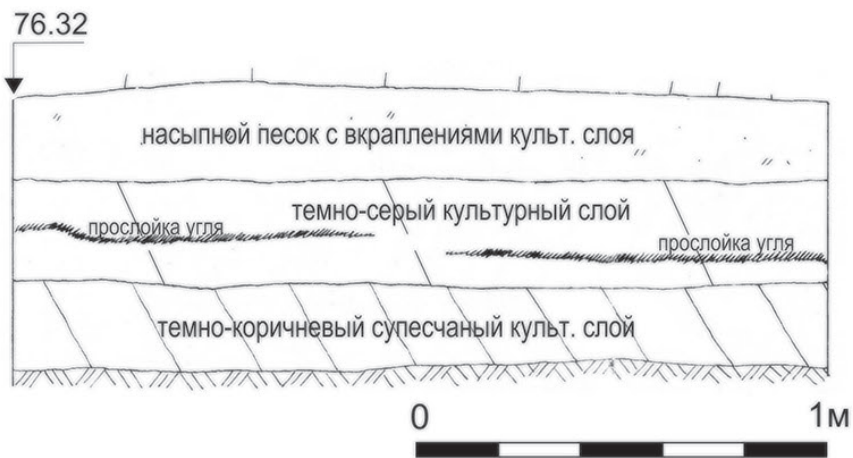 76.32
насыпной песок с вкраплениями культ. слоя
темно-серый культурный слой
прослойка угля
прослойка угля
темно-коричневый супесчаный культ. слой
0 1м